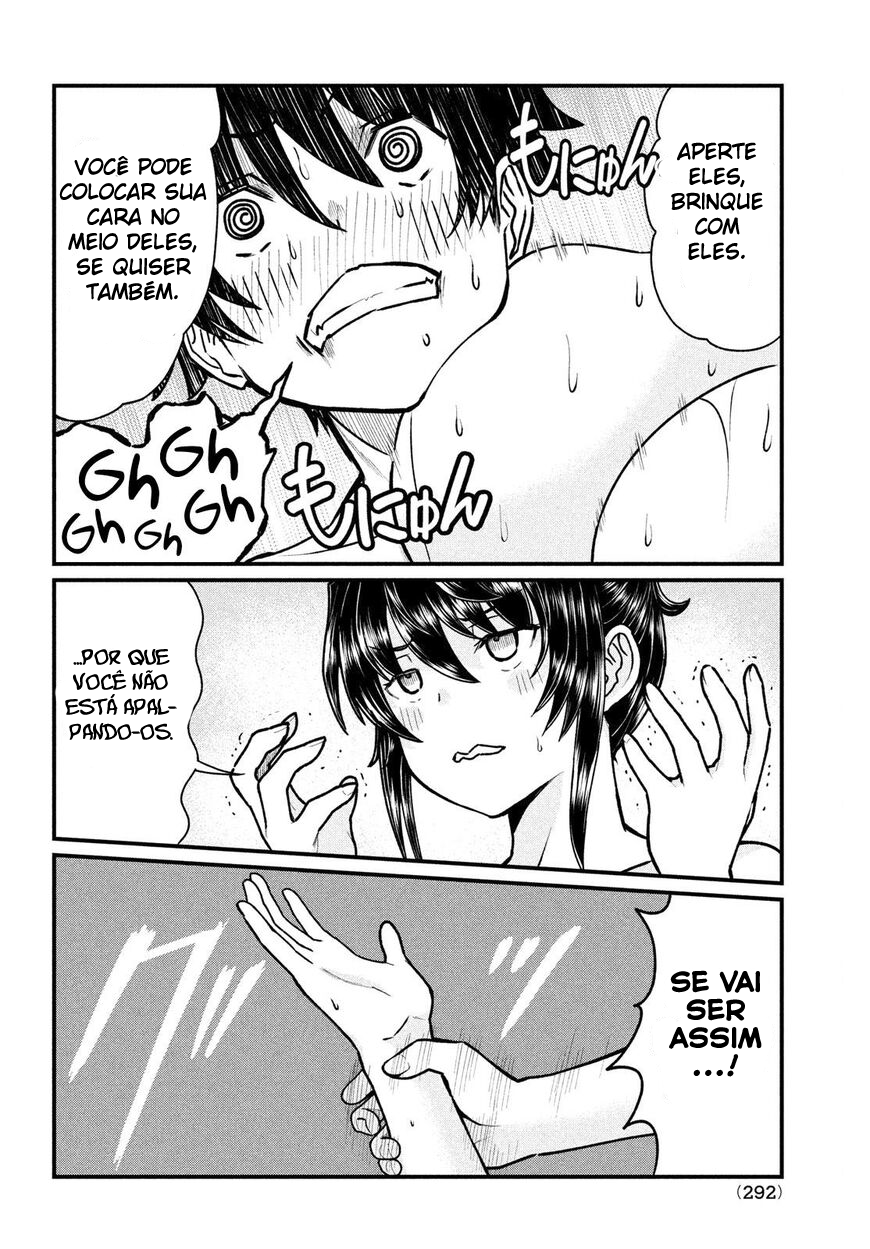 APERTE
ELES,
BRINQUE
COM
ELES.
もにゅん
VOCÊ PODE
COLOCAR SUA
CARA NO
MEIO DELES,
SE QUISER
TAMBÉM.
もにゅん
Gh Gh
Gh Gh Gh
...POR QUE
VOCÊ NÃO
ESTÁ APAL-
PANDO-OS.
SE VAI
SER
ASSIM
...!
グッ
(292)